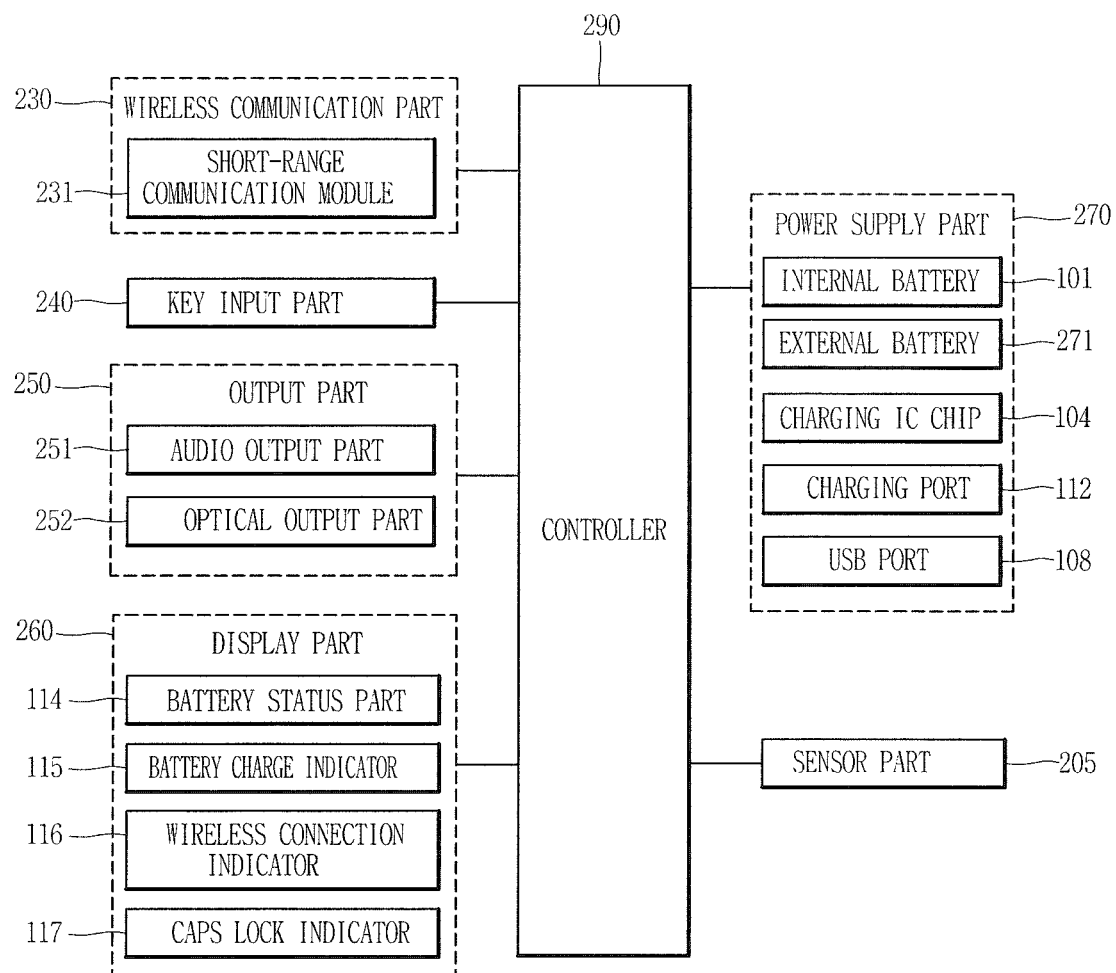 290
230
WIRELESS COMMUNICATION PART
SHORT-RANGE
COMMUNICATION MODULE
231
240
KEY INPUT PART
250
OUTPUT PART
251
AUDIO OUTPUT PART
252
OPTICAL OUTPUT PART
260
DISPLAY PART
114
BATTERY STATUS PART
115
BATTERY CHARGE INDICATOR
116
WIRELESS CONNECTION
INDICATOR
117
CAPS LOCK INDICATOR
CONTROLLER
POWER SUPPLY PART
270
INTERNAL BATTERY
101
EXTERNAL BATTERY
271
CHARGING IC CHIP
104
CHARGING PORT
112
USB PORT
108
SENSOR PART
205